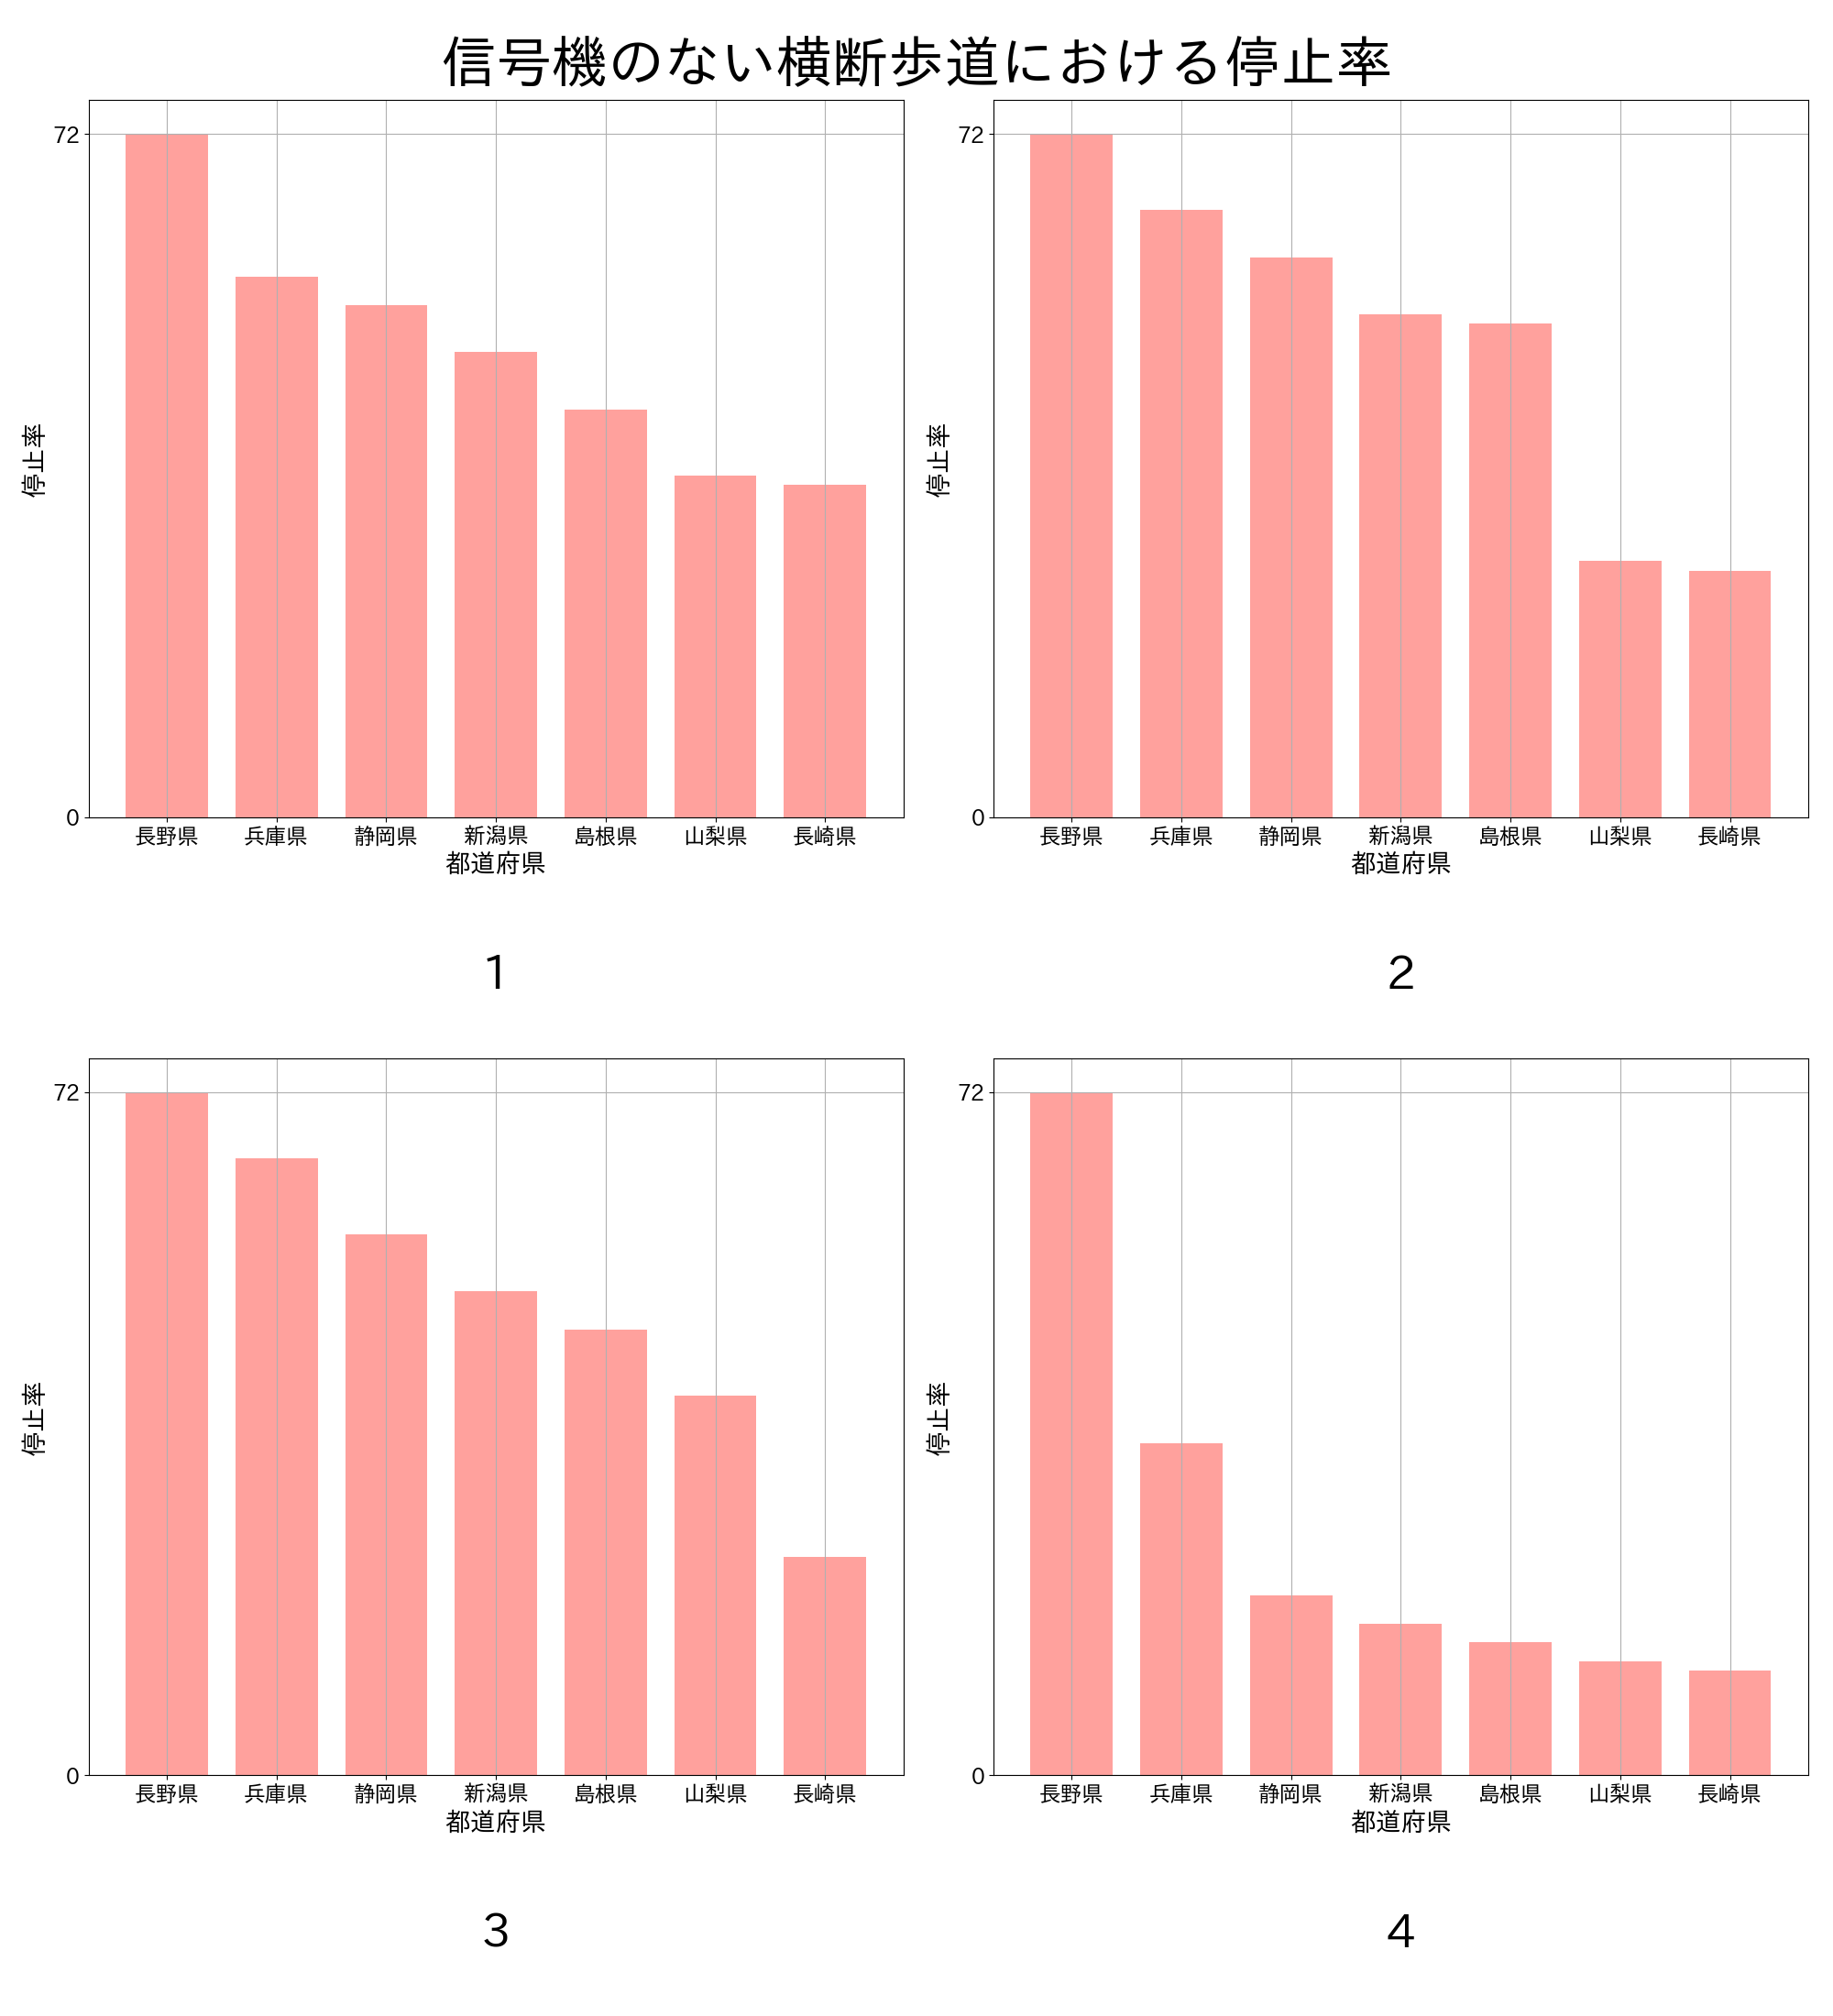 信号機のない横断歩道における停止率
72
0
停止率
長野県 兵庫県 静岡県 新潟県 島根県 山梨県 長崎県
都道府県
1
72
0
停止率
長野県 兵庫県 静岡県 新潟県 島根県 山梨県 長崎県
都道府県
2
72
0
停止率
長野県 兵庫県 静岡県 新潟県 島根県 山梨県 長崎県
都道府県
3
72
0
停止率
長野県 兵庫県 静岡県 新潟県 島根県 山梨県 長崎県
都道府県
4